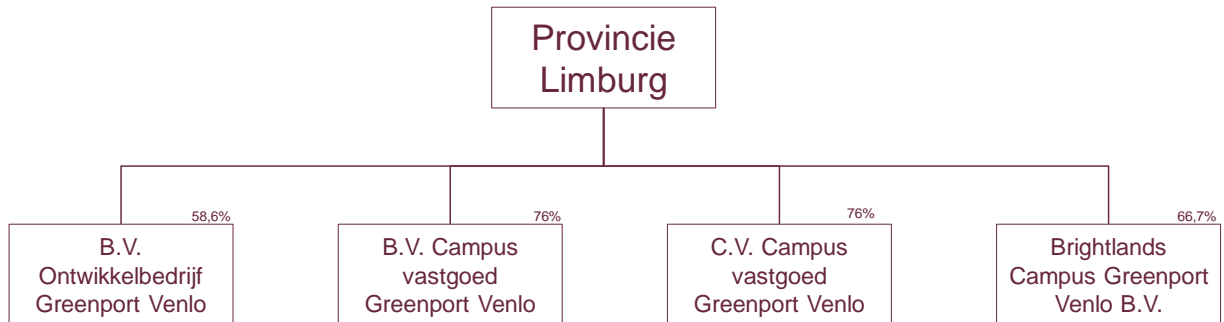 Provincie
Limburg
58,6%
B.V.
Ontwikkelbedrijf
Greenport Venlo
76%
B.V. Campus
vastgoed
Greenport Venlo
76%
C.V. Campus
vastgoed
Greenport Venlo
66,7%
Brightlands
Campus Greenport
Venlo B.V.